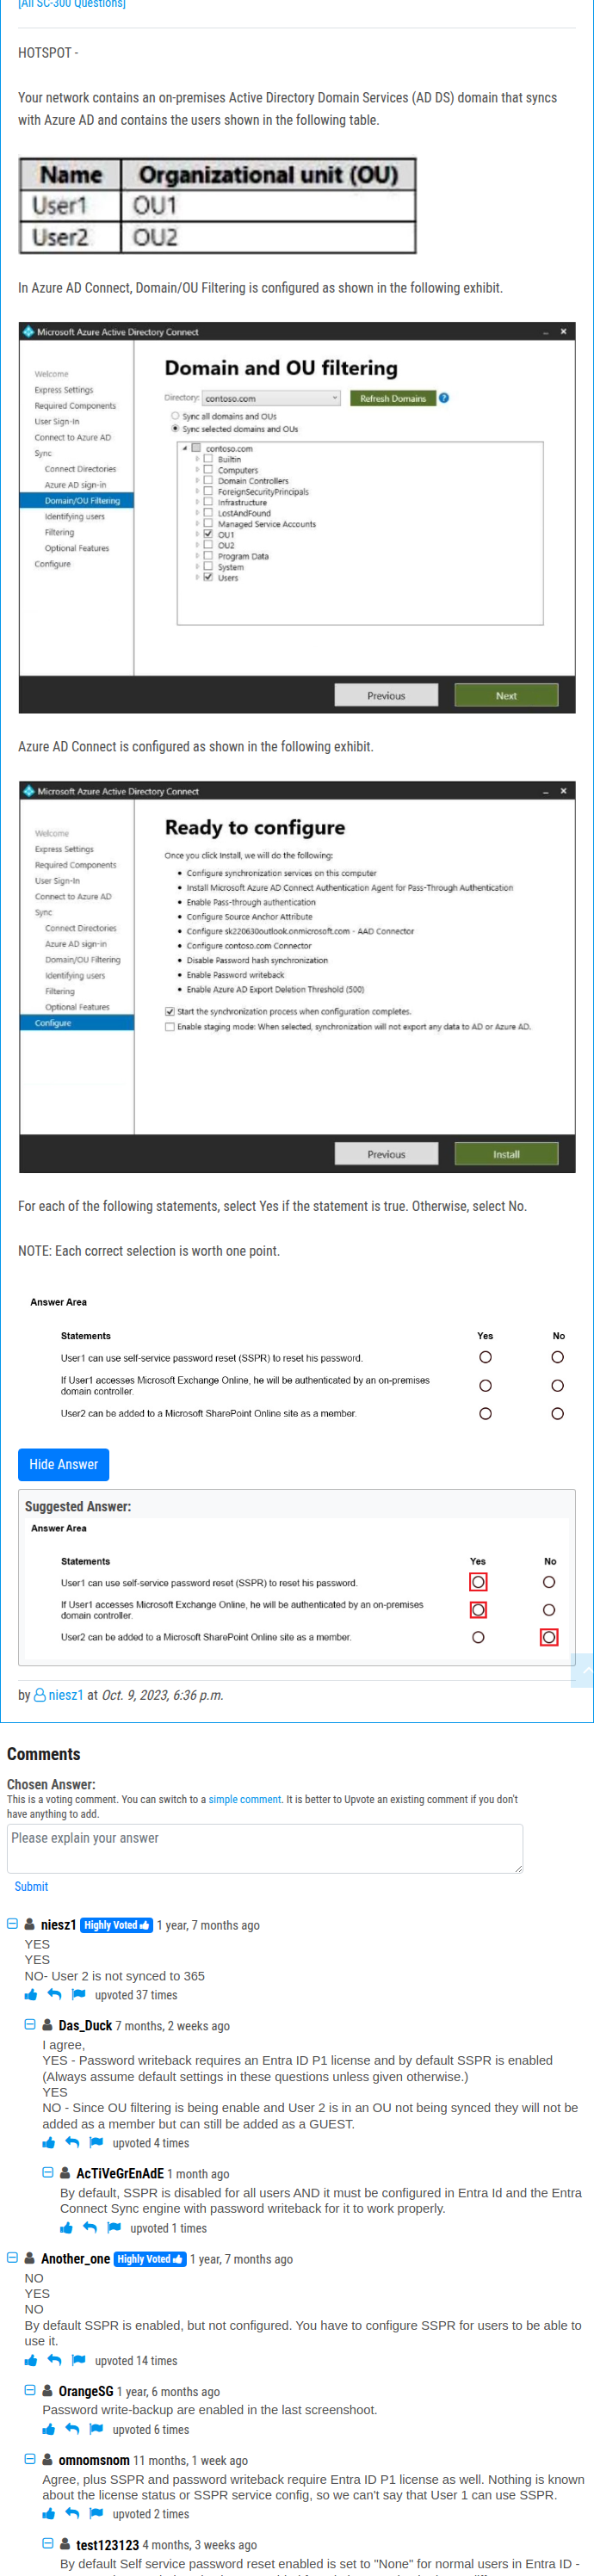 [All SC-300 Questions]
HOTSPOT -
Your network contains an on-premises Active Directory Domain Services (AD DS) domain that syncs
with Azure AD and contains the users shown in the following table.
Name Organizational unit (OU)
User1 OU1
User2 OU2
In Azure AD Connect, Domain/OU Filtering is configured as shown in the following exhibit.
Microsoft Azure Active Directory Connect
Welcome
Express Settings
Required Components
User Sign-In
Connect to Azure AD
Sync
Connect Directories
Azure AD sign-in
Domain/OU Filtering
Identifying users
Filtering
Optional Features
Configure
Domain and OU filtering
Directory: contoso.com Refresh Domains ?
Sync all domains and OUs
Sync selected domains and OUs
contoso.com
Builtin
Computers
Domain Controllers
ForeignSecurityPrincipals
Infrastructure
LostAndFound
Managed Service Accounts
OU1
OU2
Program Data
System
Users
Previous Next
Azure AD Connect is configured as shown in the following exhibit.
Microsoft Azure Active Directory Connect
Welcome
Express Settings
Required Components
User Sign-In
Connect to Azure AD
Sync
Connect Directories
Azure AD sign-in
Domain/OU Filtering
Identifying users
Filtering
Optional Features
Configure
Ready to configure
Once you click Install, we will do the following:
• Configure synchronization services on this computer
• Install Microsoft Azure AD Connect Authentication Agent for Pass-Through Authentication
• Enable Pass-through authentication
• Configure Source Anchor Attribute
• Configure sk220630outlook.onmicrosoft.com - AAD Connector
• Configure contoso.com Connector
• Disable Password hash synchronization
• Enable Password writeback
• Enable Azure AD Export Deletion Threshold (500)
Start the synchronization process when configuration completes.
Enable staging mode: When selected, synchronization will not export any data to AD or Azure AD.
Previous Install
For each of the following statements, select Yes if the statement is true. Otherwise, select No.
NOTE: Each correct selection is worth one point.
Answer Area
Statements Yes No
User1 can use self-service password reset (SSPR) to reset his password.
If User1 accesses Microsoft Exchange Online, he will be authenticated by an on-premises
domain controller.
User2 can be added to a Microsoft SharePoint Online site as a member.
Hide Answer
Suggested Answer:
Answer Area
Statements Yes No
User1 can use self-service password reset (SSPR) to reset his password.
If User1 accesses Microsoft Exchange Online, he will be authenticated by an on-premises
domain controller.
User2 can be added to a Microsoft SharePoint Online site as a member.
by niesz1 at Oct. 9, 2023, 6:36 p.m.
Comments
Chosen Answer:
This is a voting comment. You can switch to a simple comment. It is better to Upvote an existing comment if you don't
have anything to add.
Please explain your answer
Submit
niesz1 Highly Voted 1 year, 7 months ago
YES
YES
NO- User 2 is not synced to 365
upvoted 37 times
Das_Duck 7 months, 2 weeks ago
I agree,
YES - Password writeback requires an Entra ID P1 license and by default SSPR is enabled
(Always assume default settings in these questions unless given otherwise.)
YES
NO - Since OU filtering is being enable and User 2 is in an OU not being synced they will not be
added as a member but can still be added as a GUEST.
upvoted 4 times
AcTiVeGrEnAdE 1 month ago
By default, SSPR is disabled for all users AND it must be configured in Entra Id and the Entra
Connect Sync engine with password writeback for it to work properly.
upvoted 1 times
Another_one Highly Voted 1 year, 7 months ago
NO
YES
NO
By default SSPR is enabled, but not configured. You have to configure SSPR for users to be able to
use it.
upvoted 14 times
OrangeSG 1 year, 6 months ago
Password write-backup are enabled in the last screenshoot.
upvoted 6 times
omnomsnom 11 months, 1 week ago
Agree, plus SSPR and password writeback require Entra ID P1 license as well. Nothing is known
about the license status or SSPR service config, so we can't say that User 1 can use SSPR.
upvoted 2 times
test123123 4 months, 3 weeks ago
By default Self service password reset enabled is set to "None" for normal users in Entra ID -